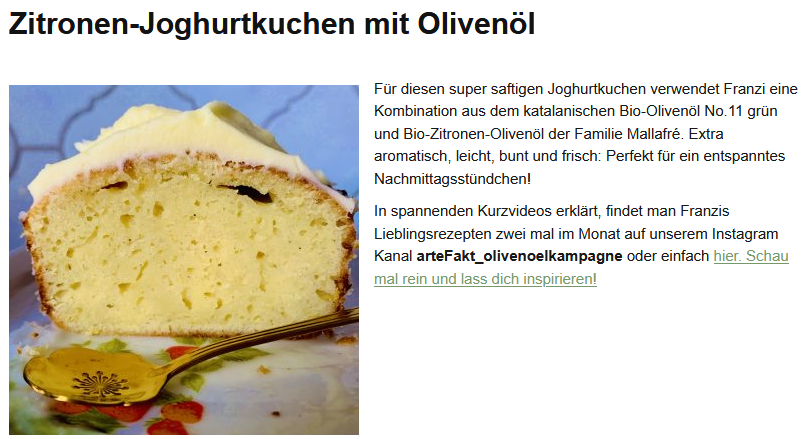 Zitronen-Joghurtkuchen mit Olivenöl
Für diesen super saftigen Joghurtkuchen verwendet Franzi eine
Kombination aus dem katalanischen Bio-Olivenöl No.11 grün
und Bio-Zitronen-Olivenöl der Familie Mallafré. Extra
aromatisch, leicht, bunt und frisch: Perfekt für ein entspanntes
Nachmittagsstündchen!
In spannenden Kurzvideos erklärt, findet man Franzis
Lieblingsrezepten zwei mal im Monat auf unserem Instagram
Kanal arteFakt_olivenoelkampagne oder einfach hier. Schau
mal rein und lass dich inspirieren!